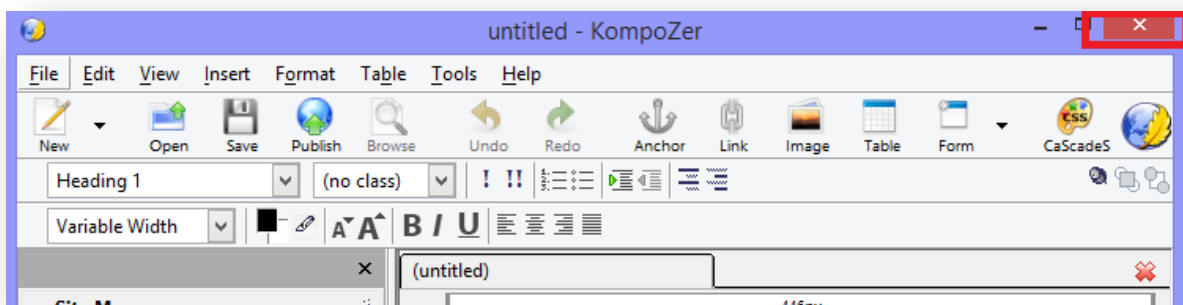 untitled - KompoZer
File Edit View Insert Format Table Tools Help
New Open Save Publish Browse Undo Redo Anchor Link Image Table Form CaScadeS
Heading 1 (no class) ! !!
Variable Width A A B I U
(untitled)